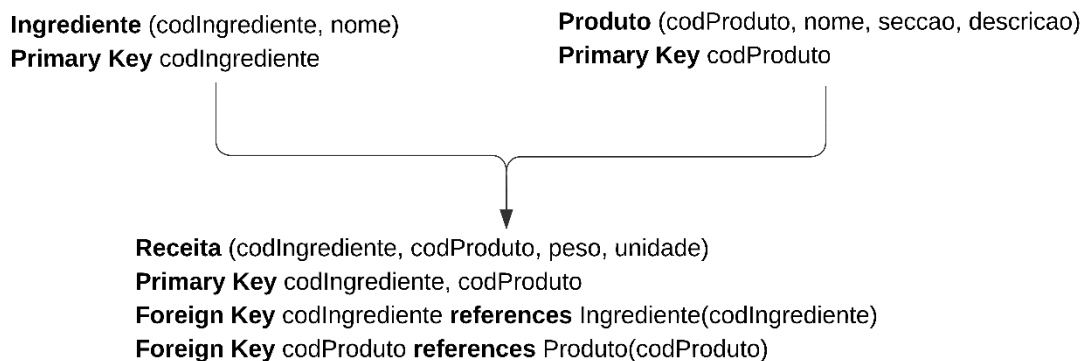 Ingrediente (codIngrediente, nome)
Primary Key codIngrediente
Produto (codProduto, nome, seccao, descricao)
Primary Key codProduto
Receita (codIngrediente, codProduto, peso, unidade)
Primary Key codIngrediente, codProduto
Foreign Key codIngrediente references Ingrediente(codIngrediente)
Foreign Key codProduto references Produto(codProduto)